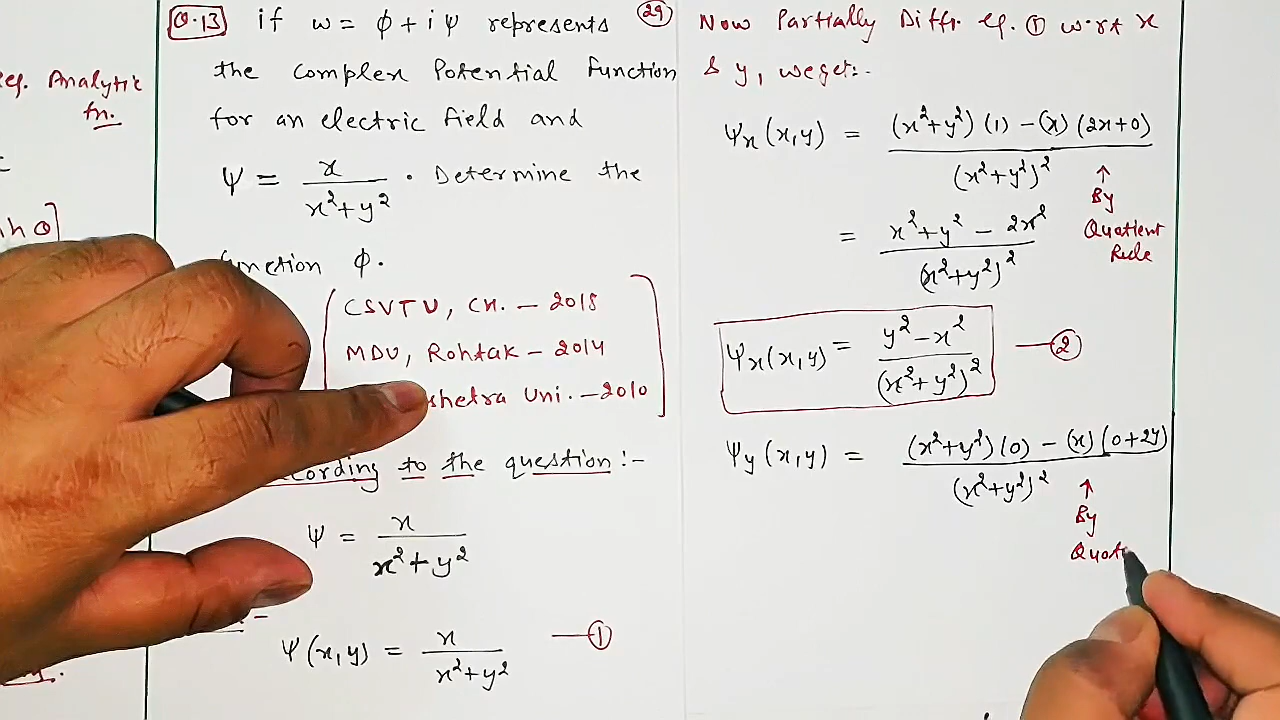 eq. Analytic
fn.
Q.13 if w = φ + iψ represents (29)
the complex Potential Function
for an electric field and
ψ = x/(x²+y²) . Determine the
function φ.
[CSVTU, CH. – 2018
MDU, Rohtak – 2014
shetra Uni. – 2010]
ccording to the question :-
ψ = x/(x²+y²)
ψ(x,y) = x/(x²+y²) —①
Now Partially Diff. eq. ① w.r.t x
& y, we get:-
ψx(x,y) = (x²+y²)(1) – (x)(2x+0)/(x²+y²)²
↑
By
Quotient
Rule
= x²+y² – 2x²/(x²+y²)²
ψx(x,y) = y² – x²/(x²+y²)² —②
ψy(x,y) = (x²+y²)(0) – (x)(0+2y)/(x²+y²)²
↑
By
Quot